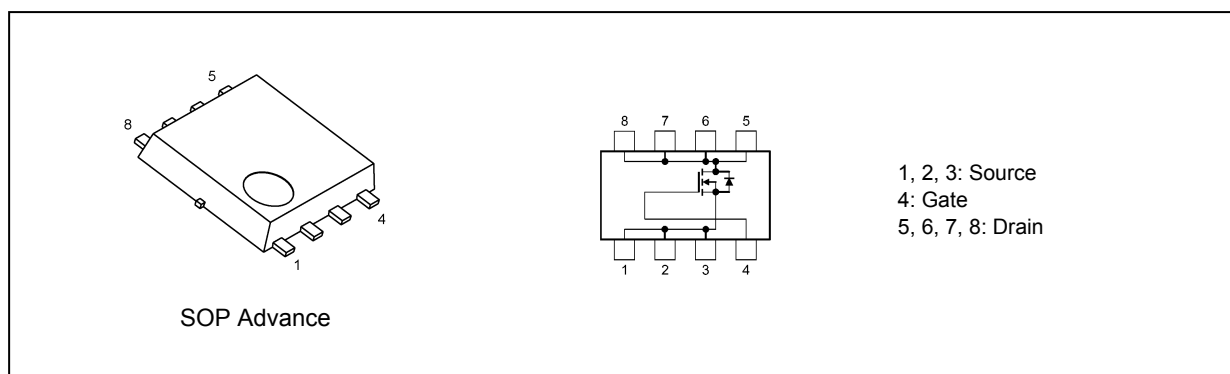 5
8
4
1
SOP Advance
8 7 6 5
1 2 3 4
1, 2, 3: Source
4: Gate
5, 6, 7, 8: Drain